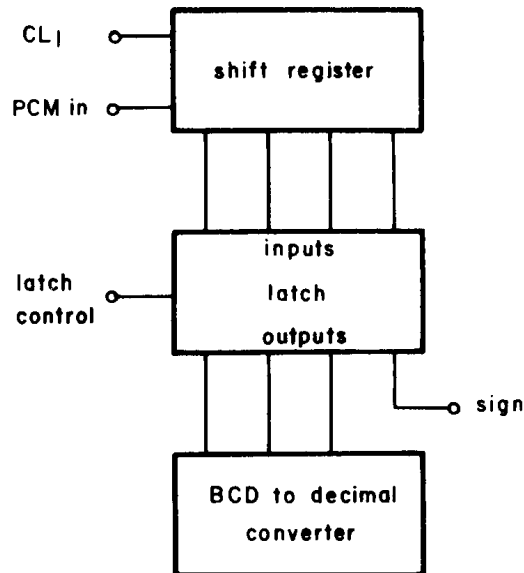 CL1
shift register
PCM in
inputs
latch
control
latch
outputs
sign
BCD to decimal
converter